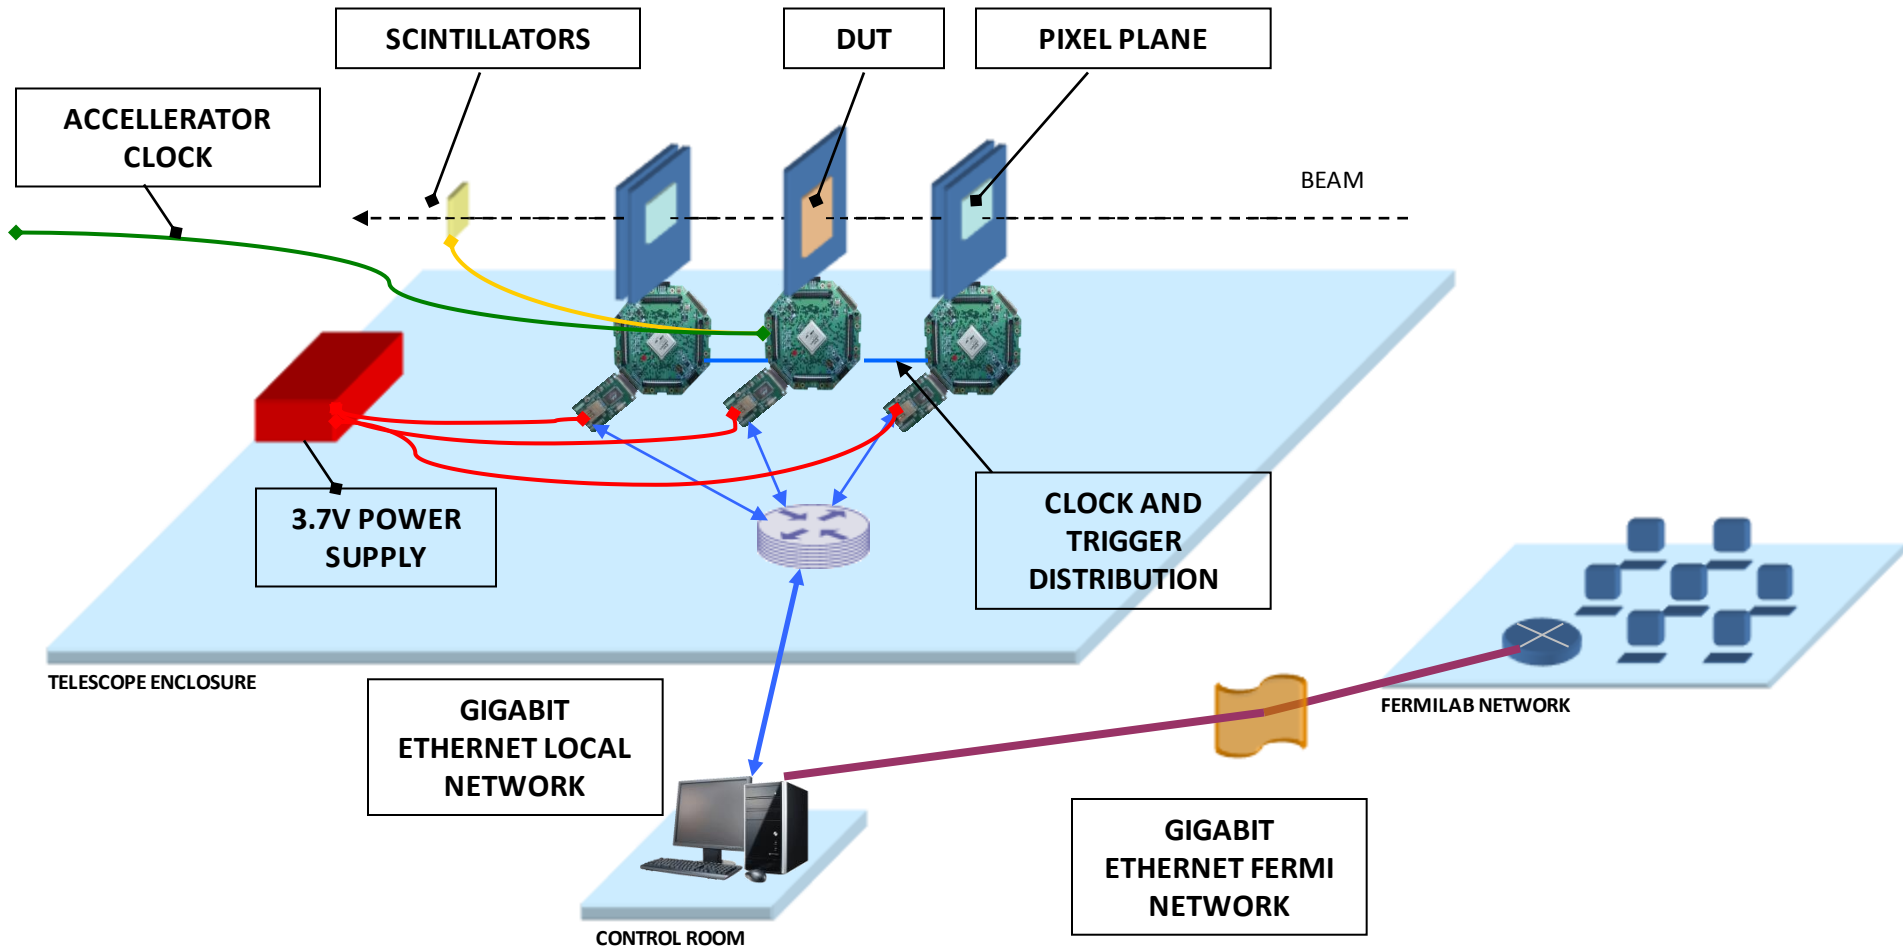 SCINTILLATORS
DUT
PIXEL PLANE
ACCELLERATOR
CLOCK
BEAM
3.7V POWER
SUPPLY
CLOCK AND
TRIGGER
DISTRIBUTION
TELESCOPE ENCLOSURE
GIGABIT
ETHERNET LOCAL
NETWORK
FERMILAB NETWORK
GIGABIT
ETHERNET FERMI
NETWORK
CONTROL ROOM